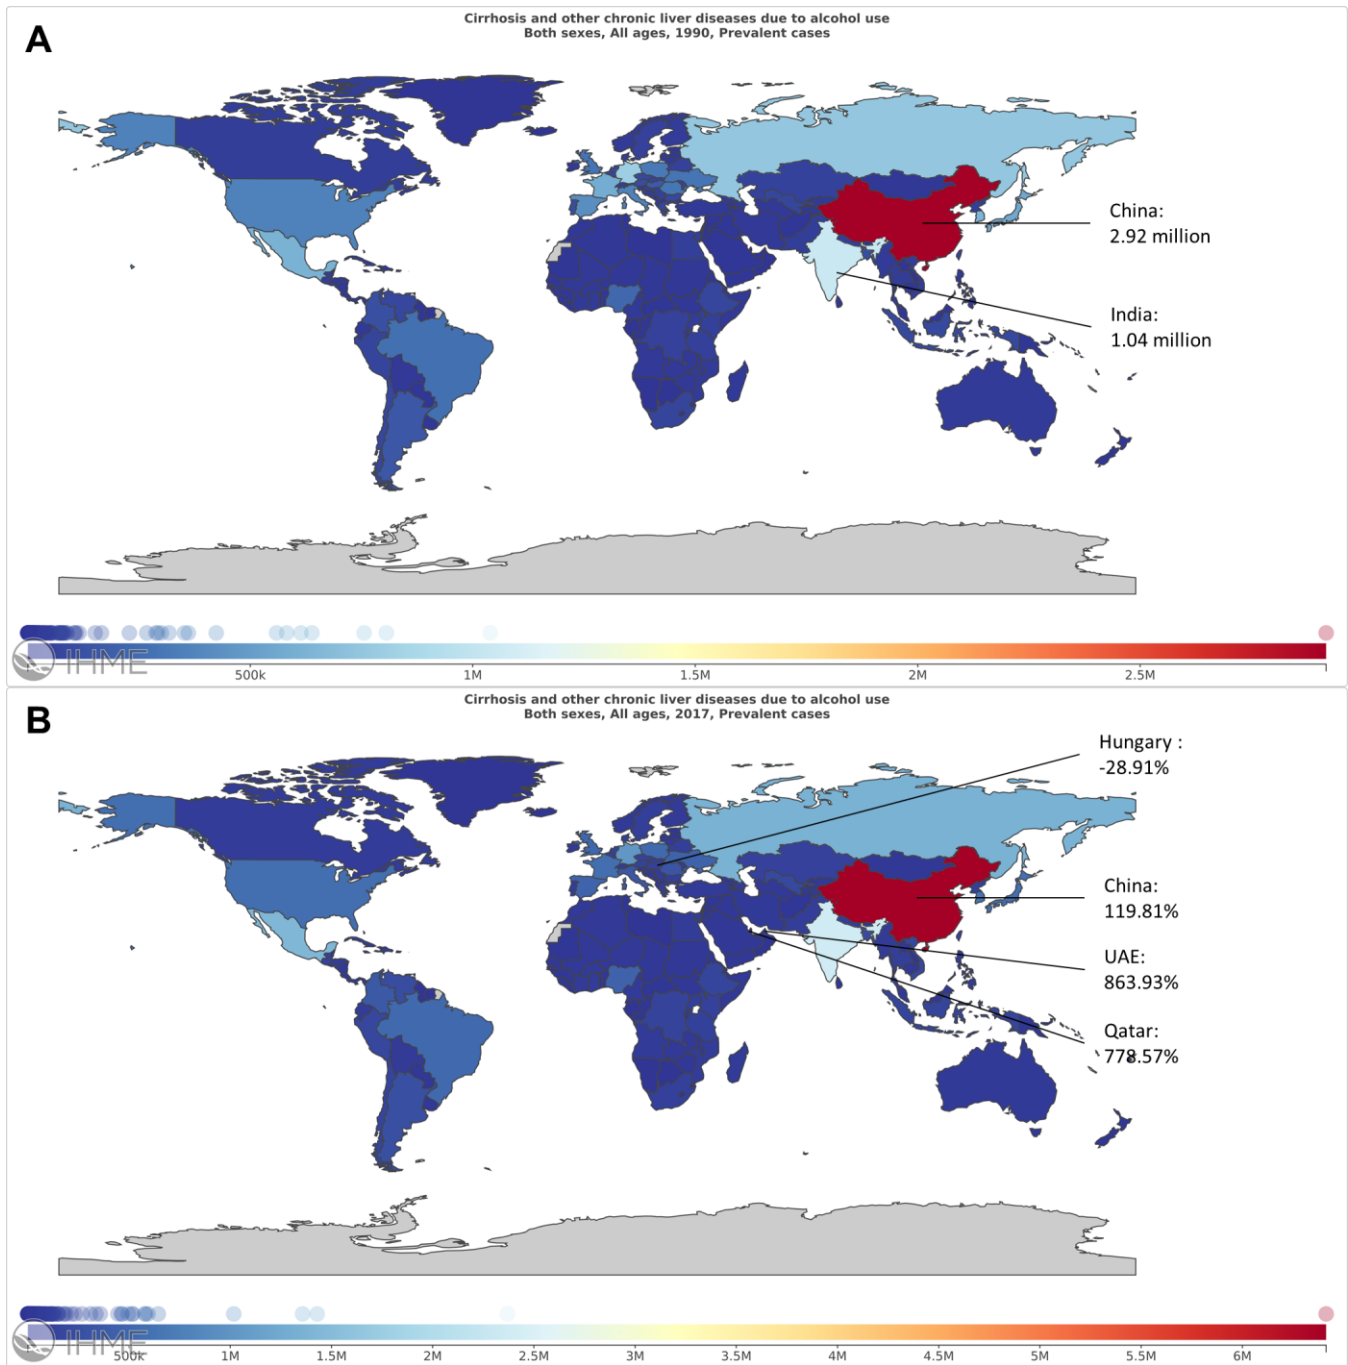 A
Cirrhosis and other chronic liver diseases due to alcohol use
Both sexes, All ages, 1990, Prevalent cases
China:
2.92 million
India:
1.04 million
IHME
500k 1M 1.5M 2M 2.5M
B
Cirrhosis and other chronic liver diseases due to alcohol use
Both sexes, All ages, 2017, Prevalent cases
Hungary :
-28.91%
China:
119.81%
UAE:
863.93%
Qatar:
778.57%
IHME
500k 1M 1.5M 2M 2.5M 3M 3.5M 4M 4.5M 5M 5.5M 6M